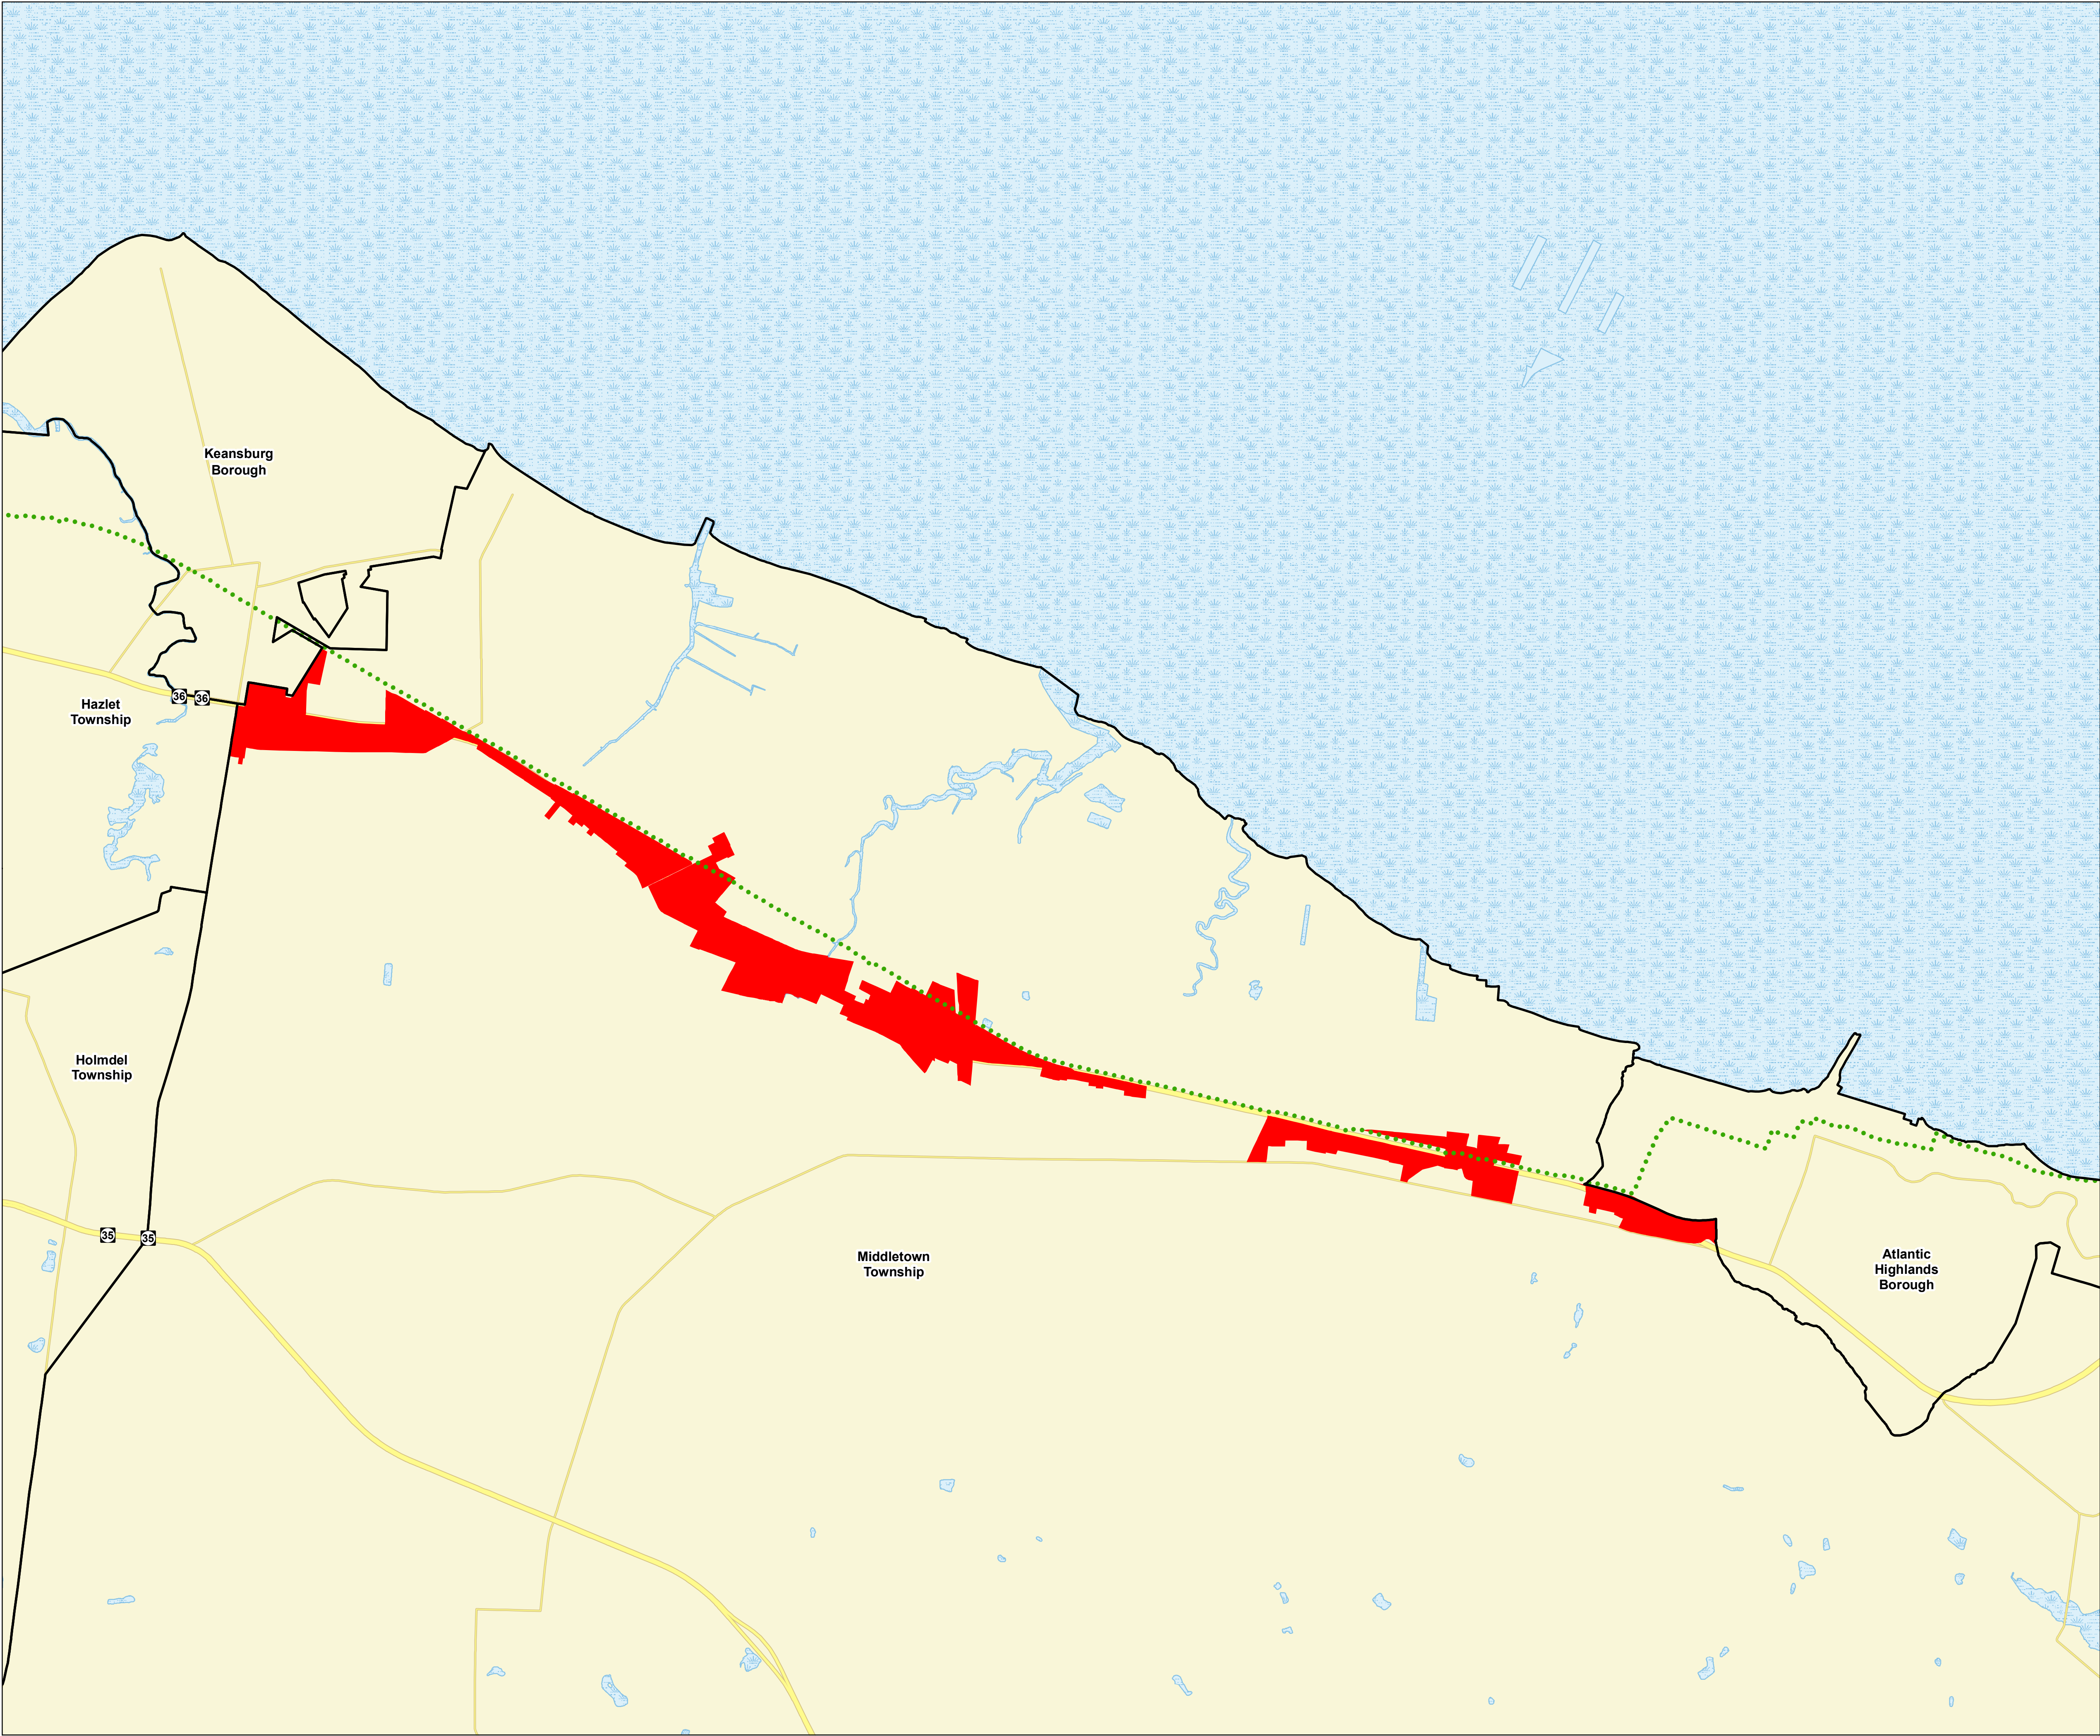 Keansburg
Borough
36
36
Hazlet
Township
Holmdel
Township
35
35
Middletown
Township
Atlantic
Highlands
Borough